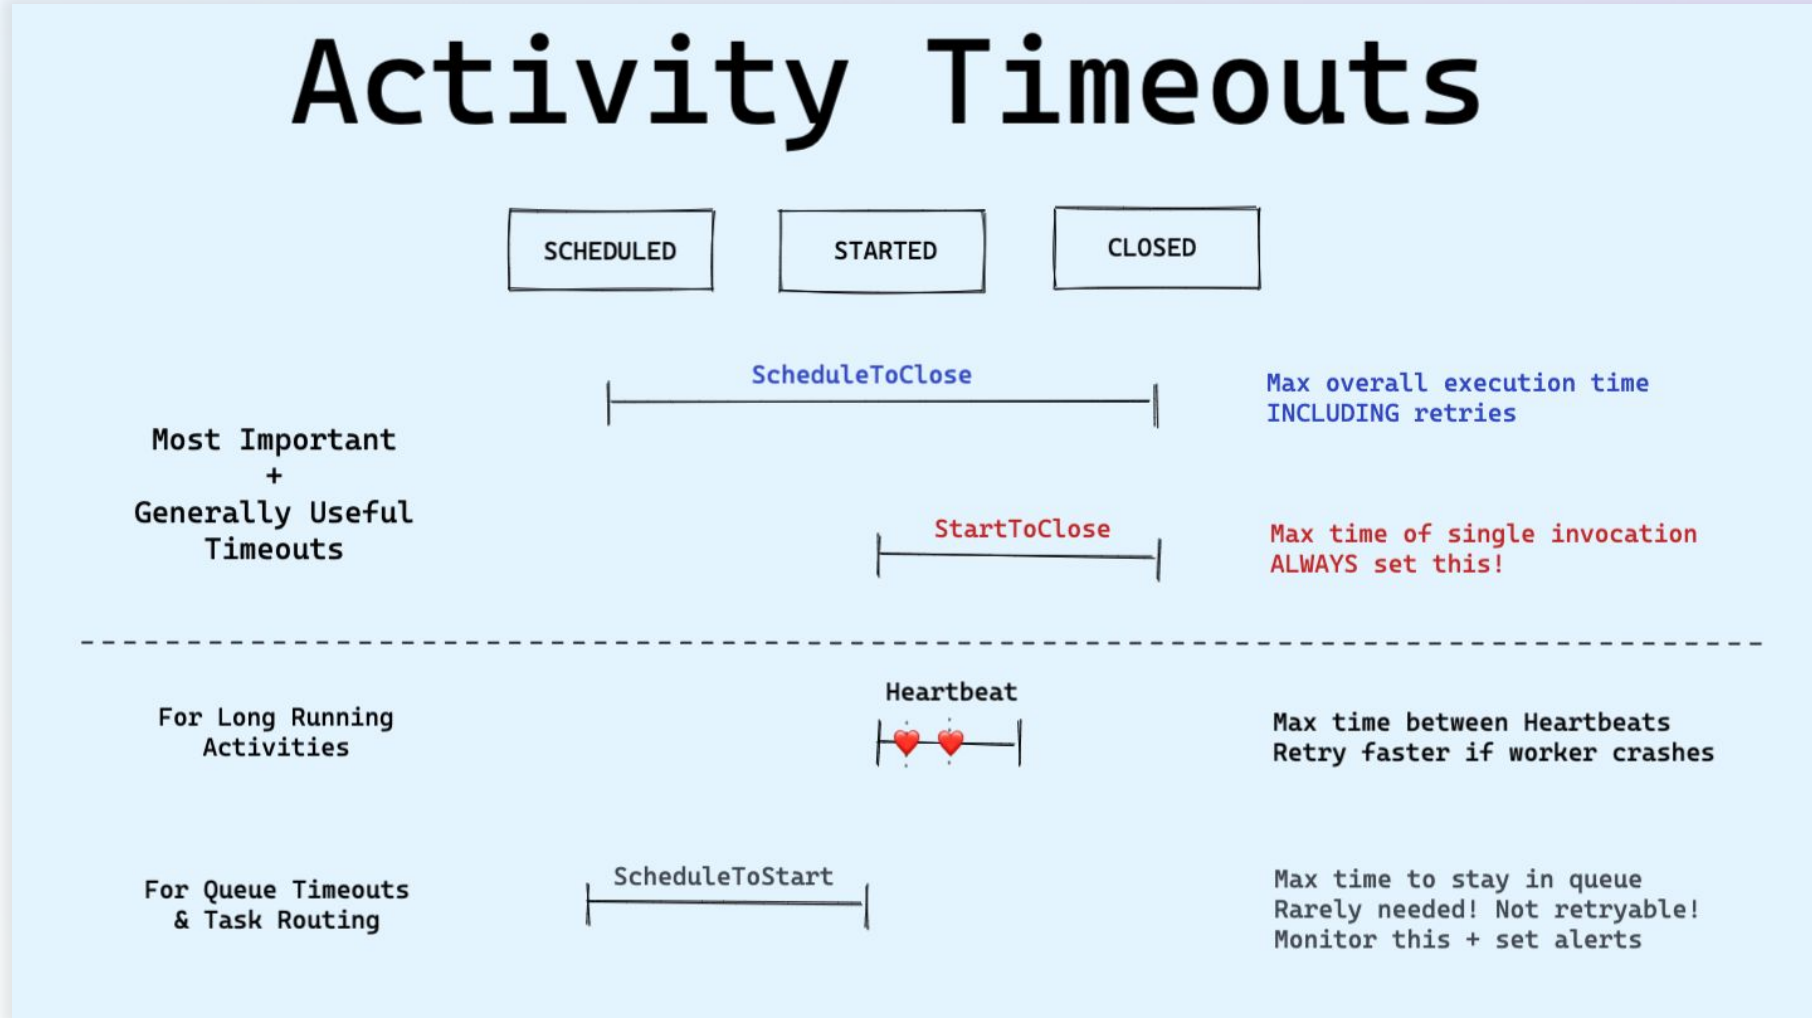 Activity Timeouts
SCHEDULED
STARTED
CLOSED
Most Important
+
Generally Useful
Timeouts
ScheduleToClose
Max overall execution time
INCLUDING retries
StartToClose
Max time of single invocation
ALWAYS set this!
For Long Running
Activities
Heartbeat
Max time between Heartbeats
Retry faster if worker crashes
For Queue Timeouts
& Task Routing
ScheduleToStart
Max time to stay in queue
Rarely needed! Not retryable!
Monitor this + set alerts